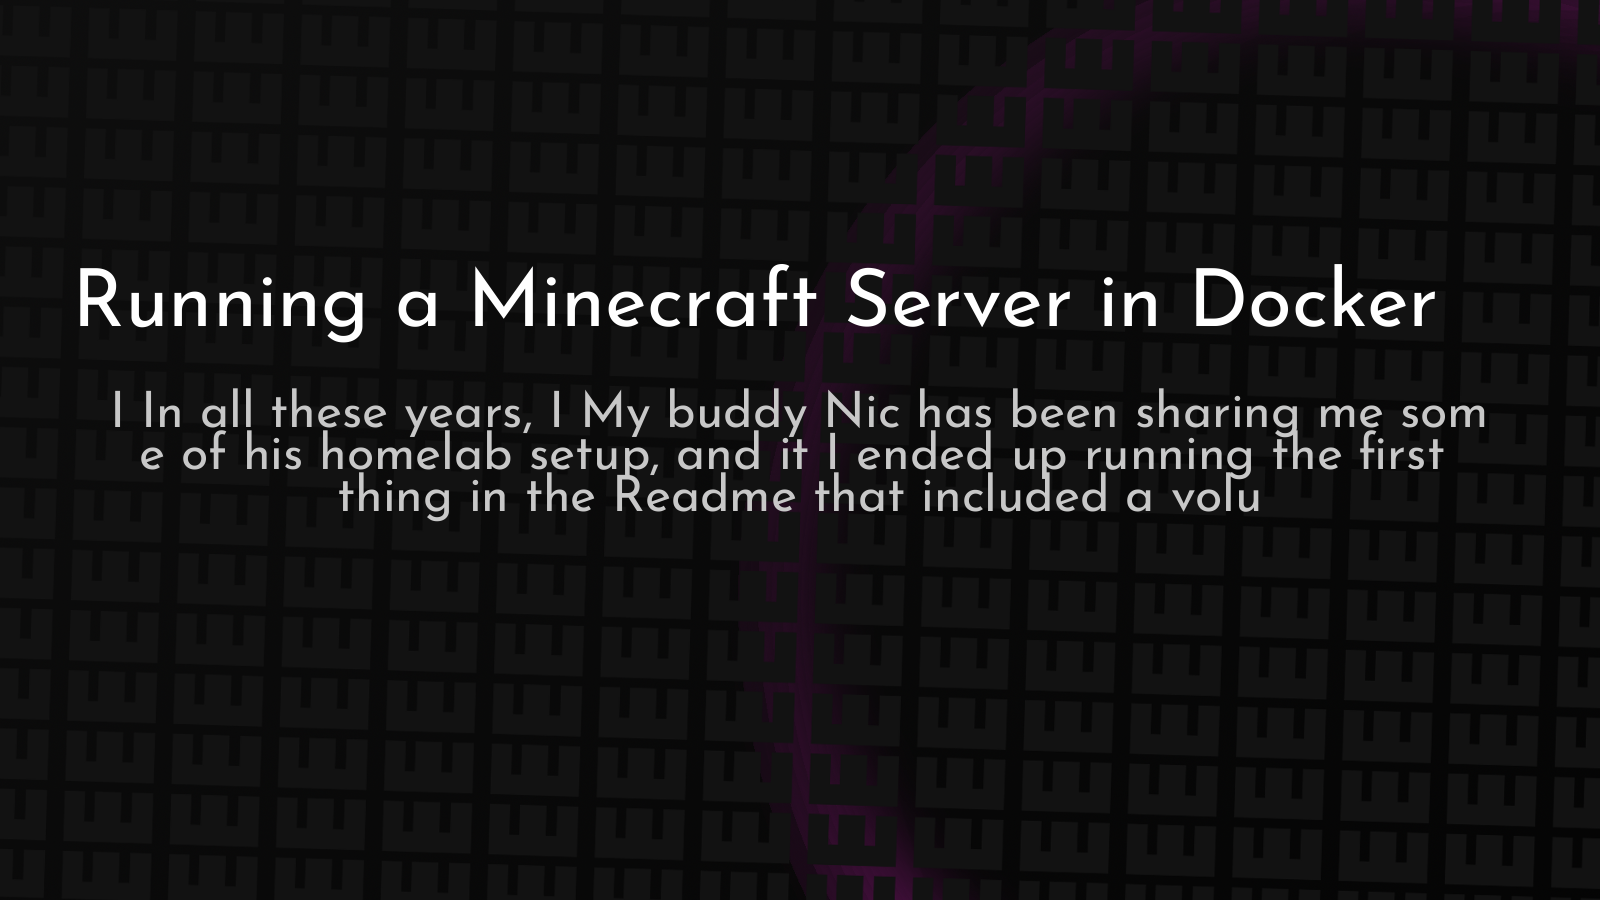 Running a Minecraft Server in Docker
I In all these years, I My buddy Nic has been sharing me som
e of his homelab setup, and it I ended up running the first
thing in the Readme that included a volu